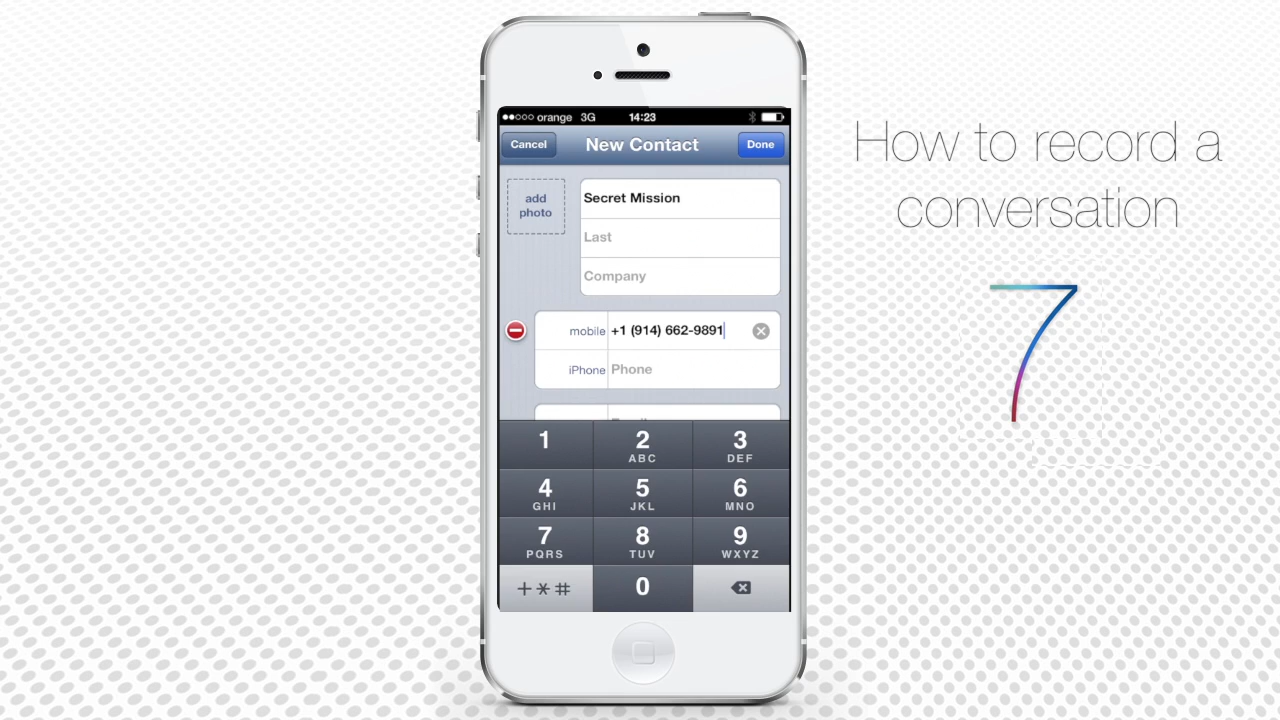 orange 3G 14:23
Cancel New Contact Done
add
photo
Secret Mission
Last
Company
mobile +1 (914) 662-9891
iPhone Phone
1 2 3
ABC DEF
4 5 6
GHI JKL MNO
7 8 9
PQRS TUV WXYZ
+*# 0
How to record a
conversation
7